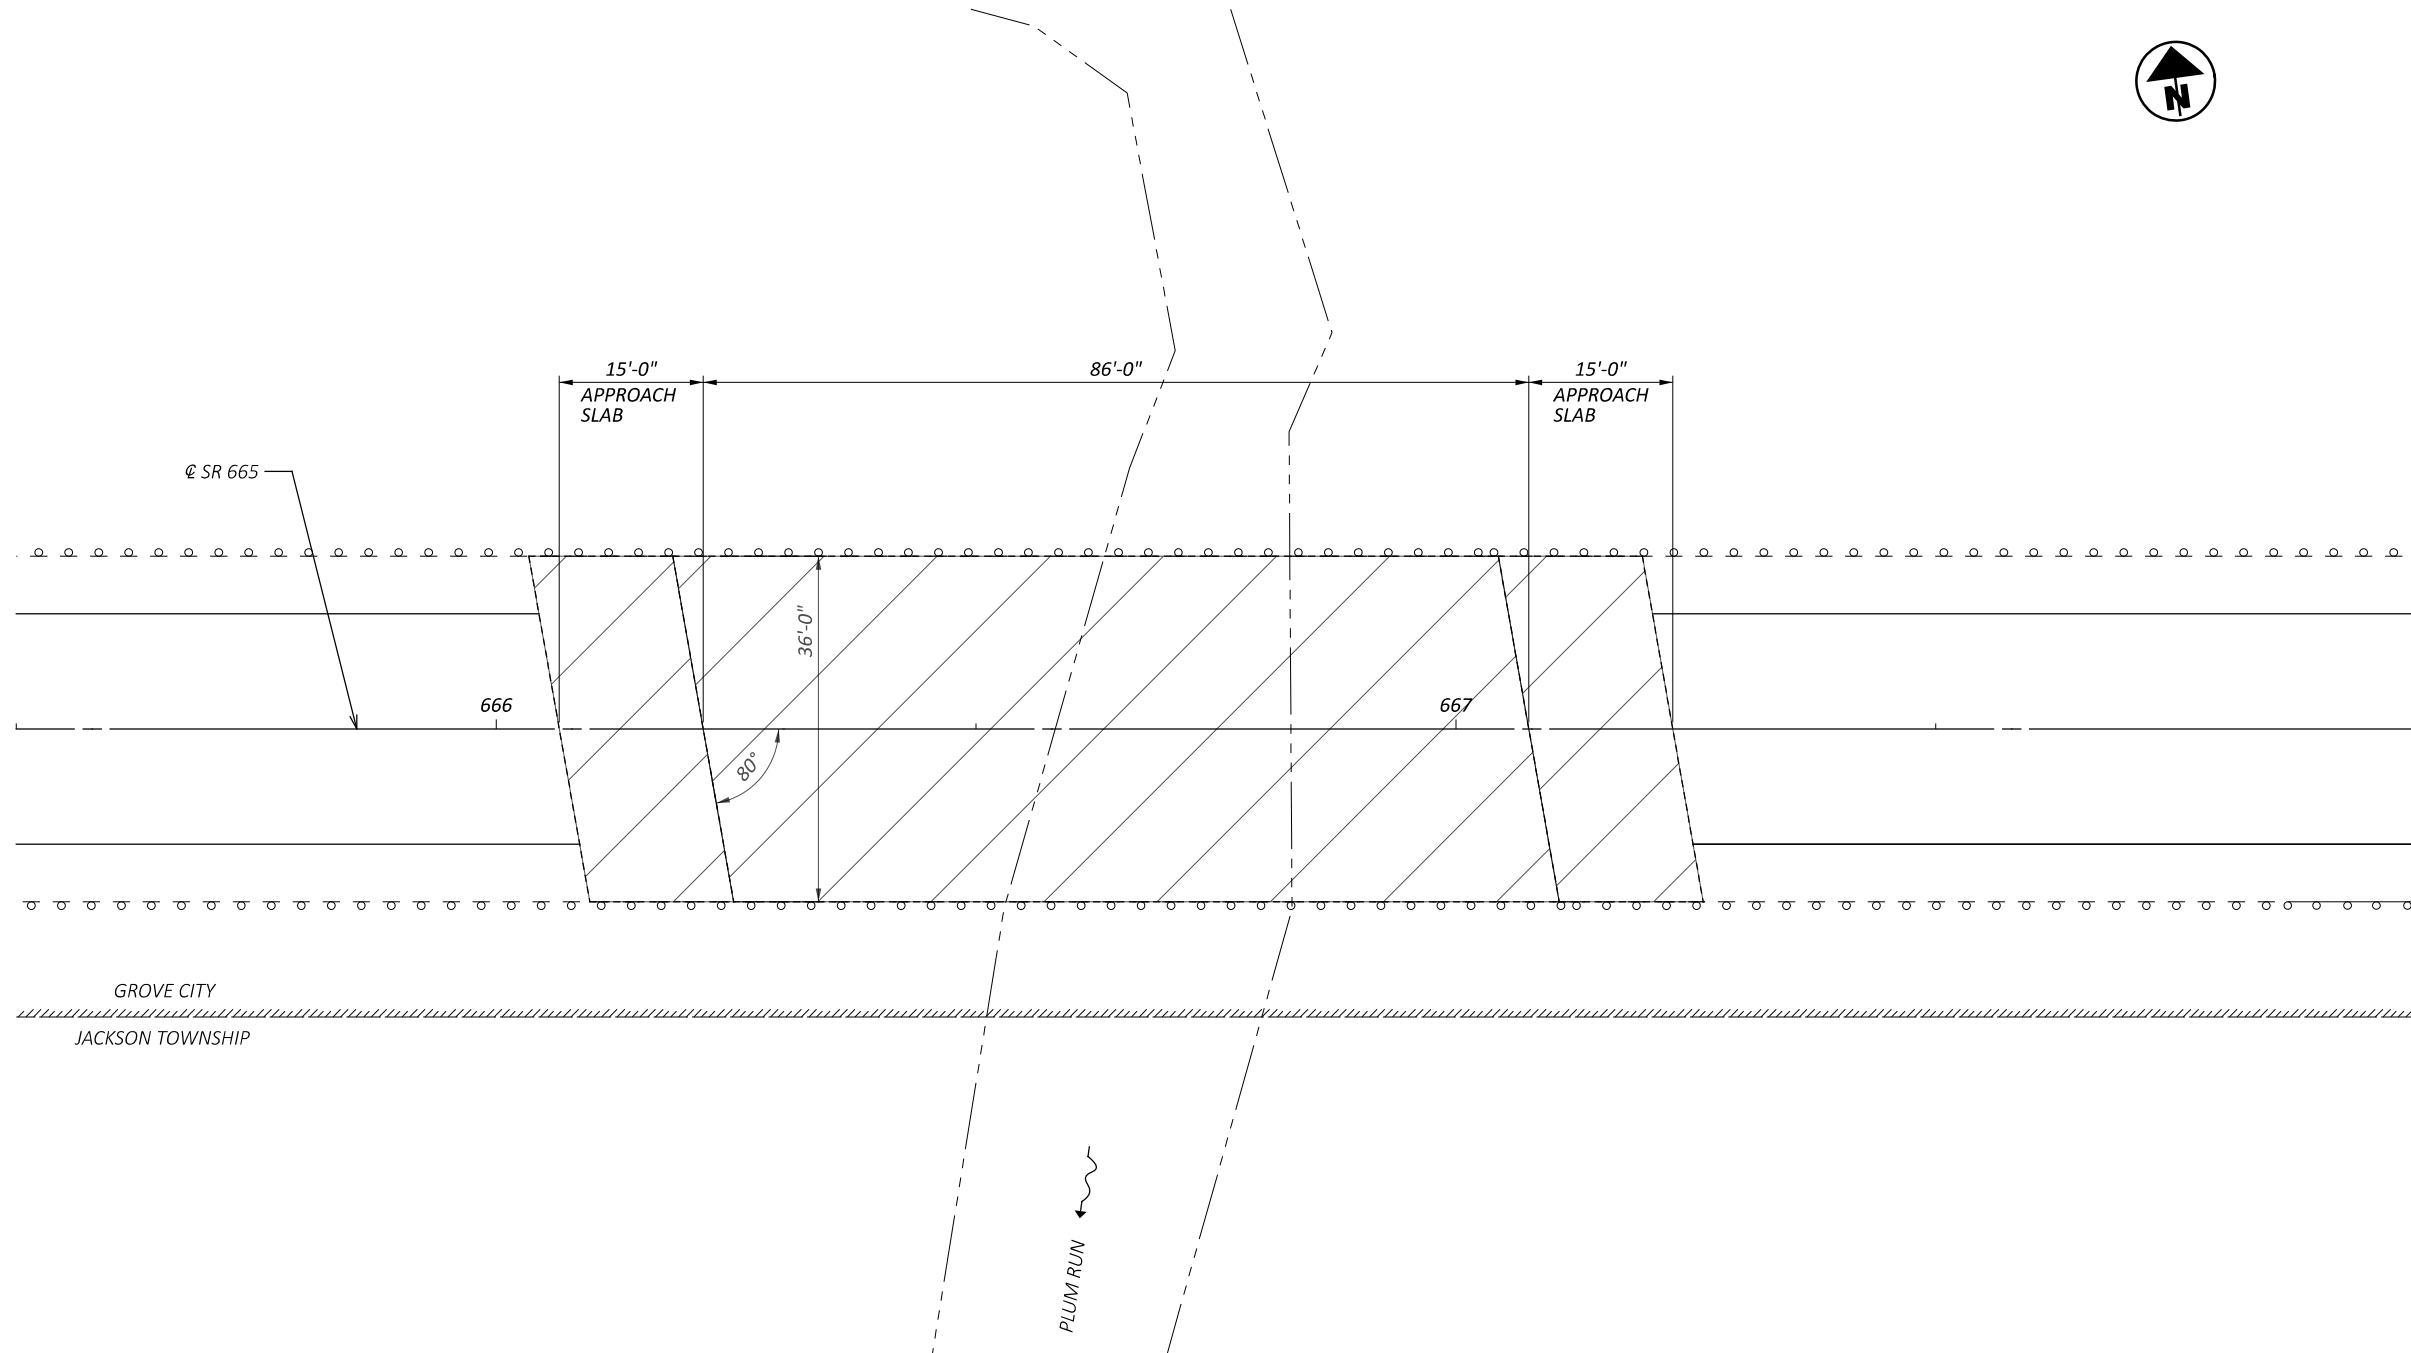 N
15'-0"
86'-0"
15'-0"
APPROACH
SLAB
APPROACH
SLAB
℄ SR 665
36'-0"
666
667
80°
GROVE CITY
JACKSON TOWNSHIP
PLUM RUN